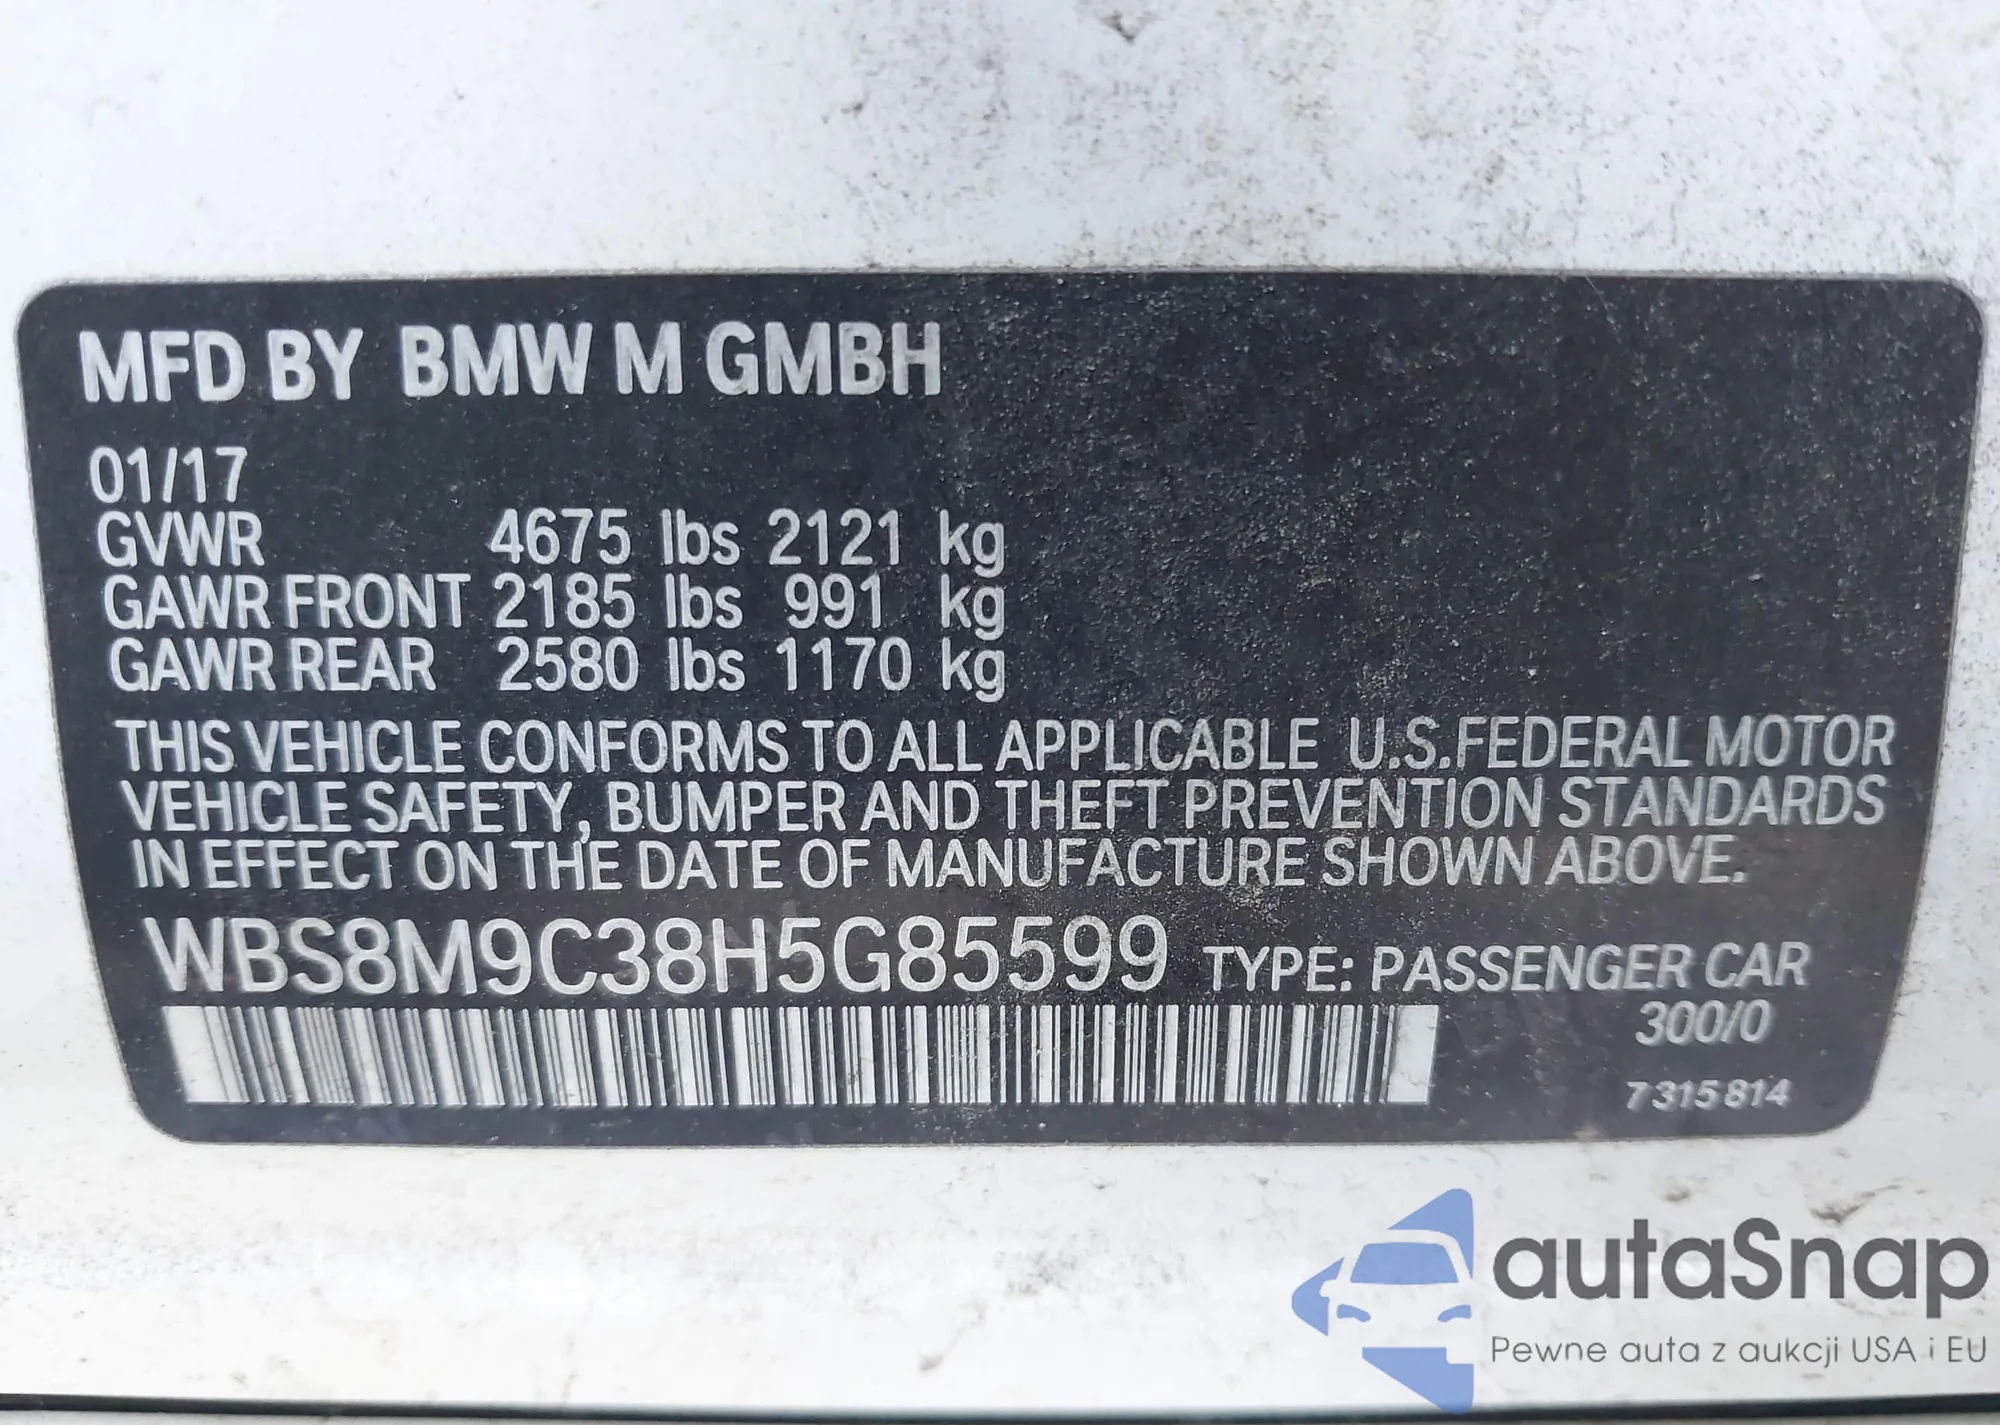 MFD BY BMW M GMBH
01/17
GVWR 4675 lbs 2121 kg
GAWR FRONT 2185 lbs 991 kg
GAWR REAR 2580 lbs 1170 kg
THIS VEHICLE CONFORMS TO ALL APPLICABLE U.S.FEDERAL MOTOR
VEHICLE SAFETY, BUMPER AND THEFT PREVENTION STANDARDS
IN EFFECT ON THE DATE OF MANUFACTURE SHOWN ABOVE.
WBS8M9C38H5G85599 TYPE: PASSENGER CAR
300/0
7315814
autaSnap
Pewne auta z aukcji USA i EU